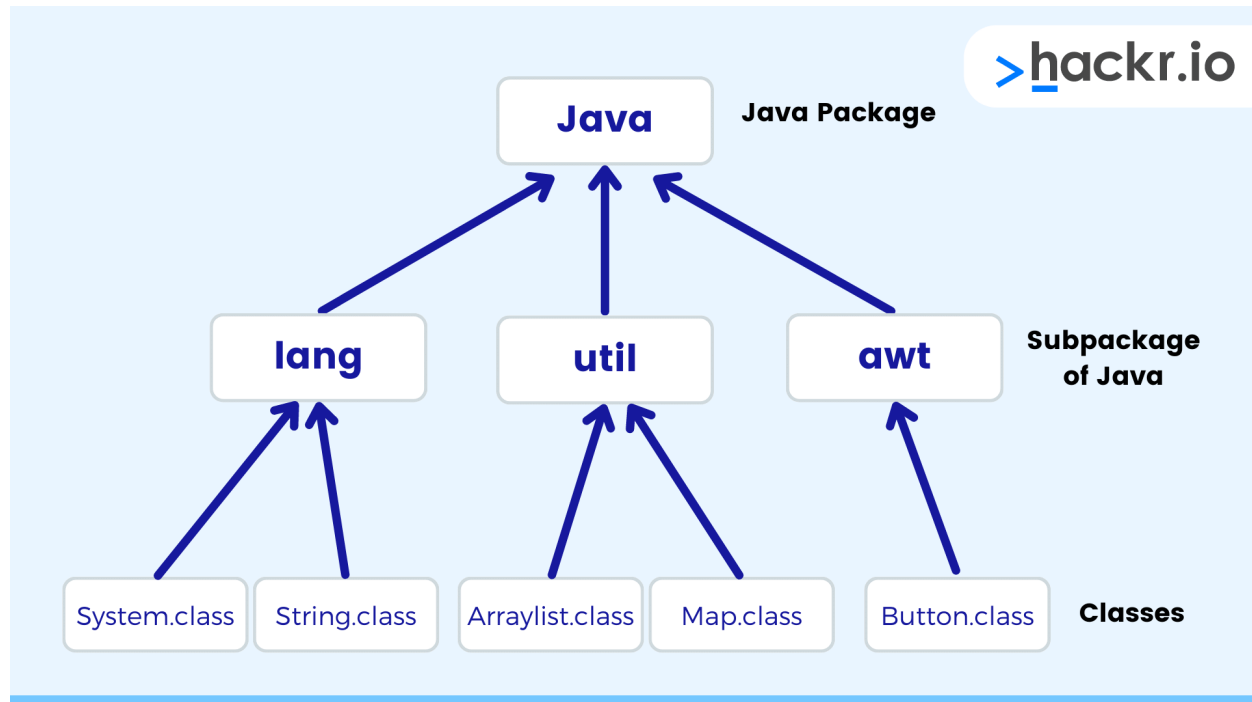 >hackr.io
Java
Java Package
lang
util
awt
Subpackage
of Java
System.class
String.class
Arraylist.class
Map.class
Button.class
Classes